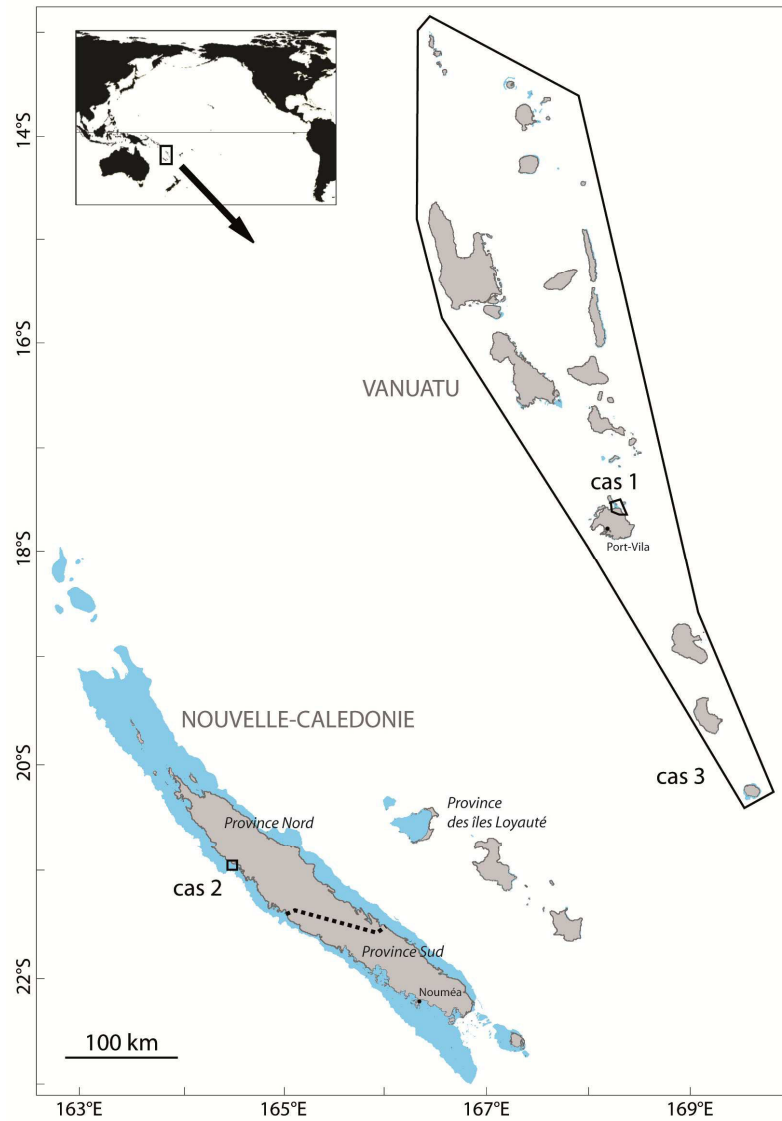 14°S
16°S
VANUATU
cas 1
Port-Vila
18°S
NOUVELLE-CALEDONIE
cas 3
20°S
Province
des îles Loyauté
Province Nord
cas 2
Province Sud
22°S
Nouméa
100 km
163°E
165°E
167°E
169°E